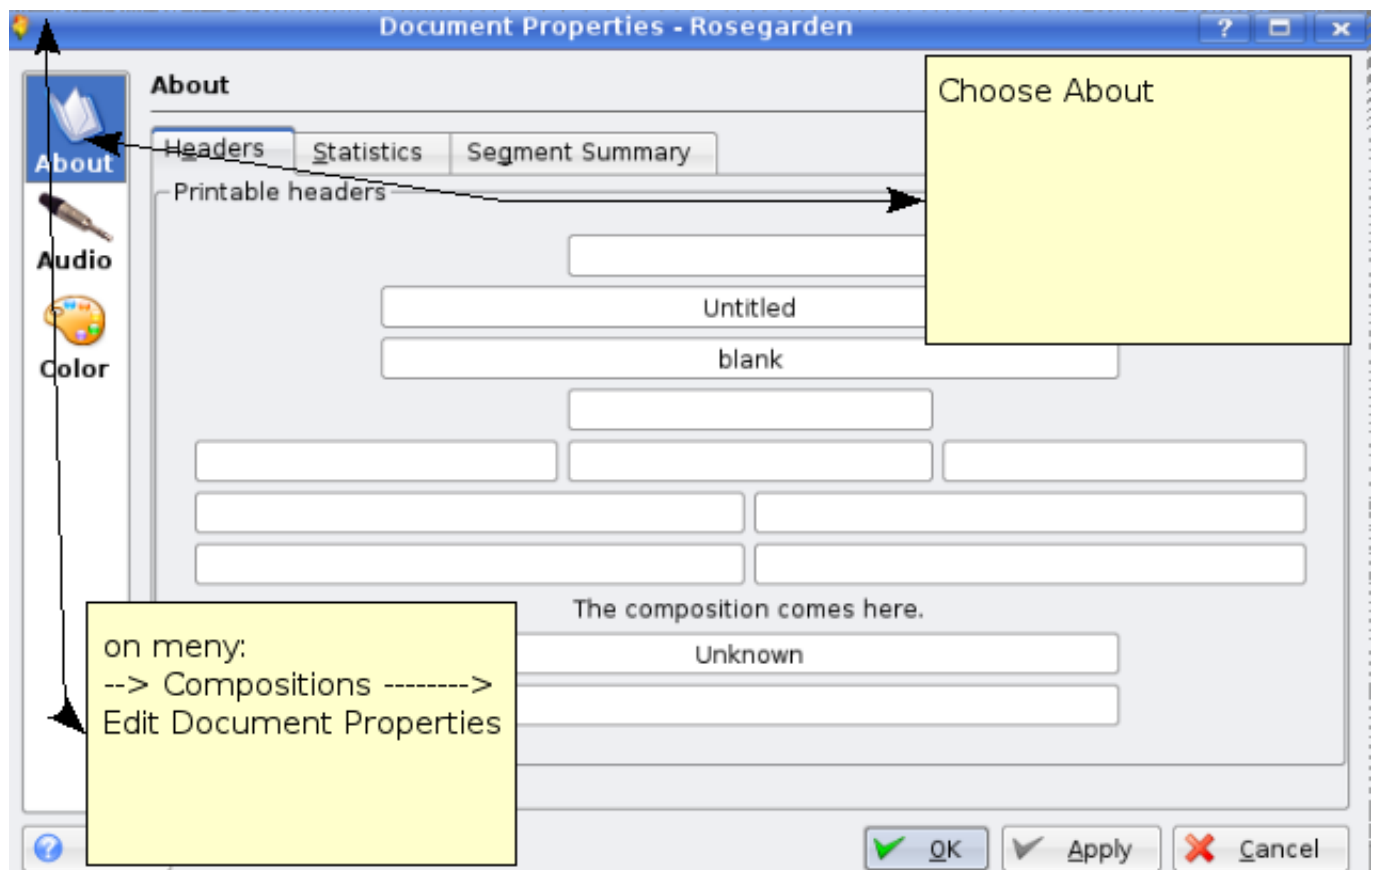 Document Properties - Rosegarden
?
About
Choose About
About
Headers
Statistics
Segment Summary
Printable headers
Audio
Untitled
Color
blank
The composition comes here.
on meny:
--> Compositions -------->
Edit Document Properties
Unknown
?
OK
Apply
Cancel